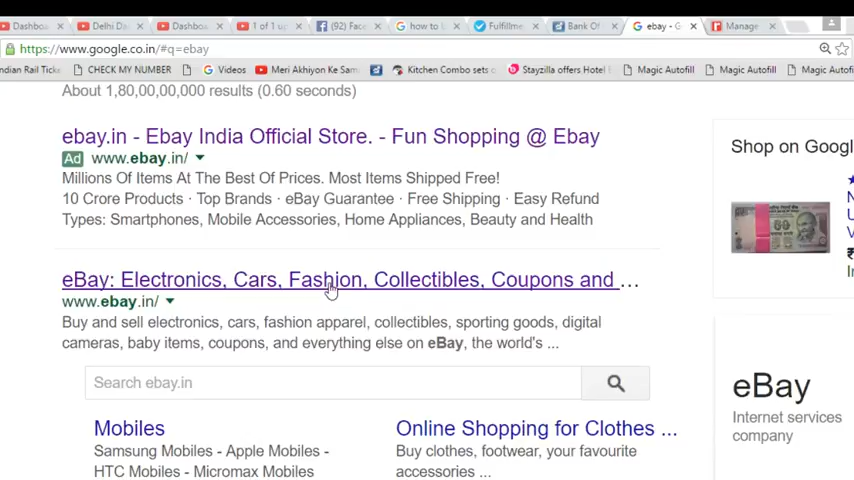 Dashboa
Delhi Da
Dashboa
1 of 1 up
(92) Fac
how to b
Fulfillme
Bank Of
ebay - G
Manage
https://www.google.co.in/#q=ebay
ndian Rail Ticke
CHECK MY NUMBER
Videos
Meri Akhiyon Ke Sam
Kitchen Combo sets o
Stayzilla offers Hotel
Magic Autofill
Magic Autofill
Magic Autofi
About 1,80,00,00,000 results (0.60 seconds)
ebay.in - Ebay India Official Store. - Fun Shopping @ Ebay
Ad www.ebay.in/
Millions Of Items At The Best Of Prices. Most Items Shipped Free!
10 Crore Products · Top Brands · eBay Guarantee · Free Shipping · Easy Refund
Types: Smartphones, Mobile Accessories, Home Appliances, Beauty and Health
eBay: Electronics, Cars, Fashion, Collectibles, Coupons and ...
www.ebay.in/
Buy and sell electronics, cars, fashion apparel, collectibles, sporting goods, digital
cameras, baby items, coupons, and everything else on eBay, the world's ...
Search ebay.in
Mobiles
Samsung Mobiles - Apple Mobiles -
HTC Mobiles - Micromax Mobiles
Online Shopping for Clothes ...
Buy clothes, footwear, your favourite
accessories ...
Shop on Googl
eBay
Internet services
company